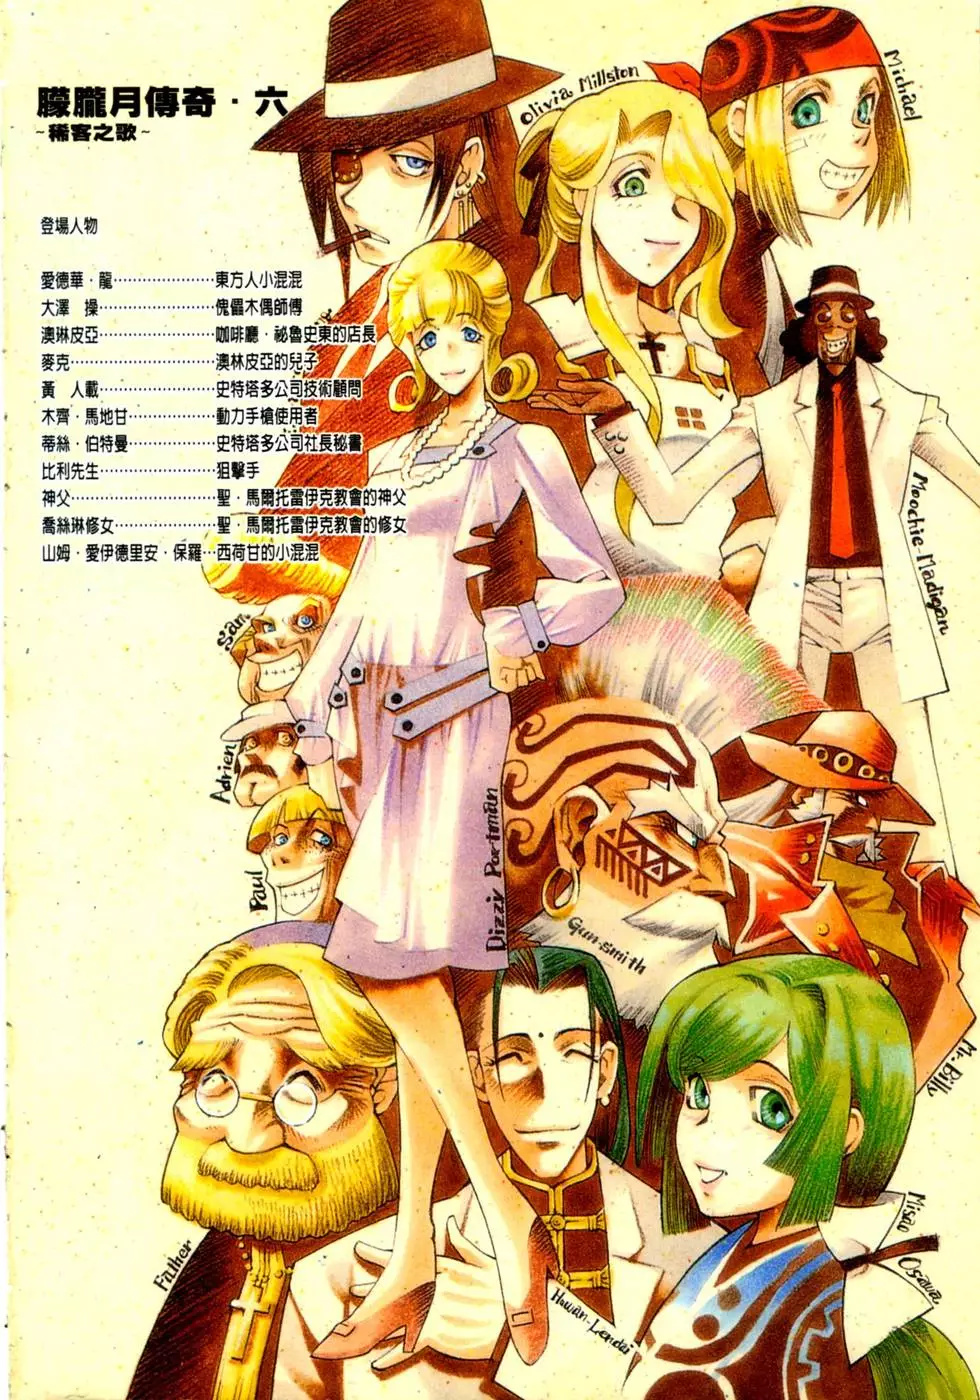 朦朧月傳奇・六
~稀客之歌~
登場人物
愛德華・龍…………………東方人小混混
大澤　操……………………傀儡木偶師傅
澳琳皮亞……………………咖啡廳・祕魯史東的店長
麥克…………………………澳林皮亞的兒子
黃　人載……………………史特塔多公司技術顧問
木齊・馬地甘………………動力手槍使用者
蒂絲・伯特曼………………史特塔多公司社長秘書
比利先生……………………狙擊手
神父…………………………聖・馬爾托雷伊克教會的神父
喬絲琳修女…………………聖・馬爾托雷伊克教會的修女
山姆・愛伊德里安・保羅…西荷甘的小混混
Olivia Millston
Michael
Moochie-Madigan
Sam
Adrien
Paul
Dizzy Portman
Gun-smith
Mr. Billy
Father
Howan-Lendai
Misao Osawa